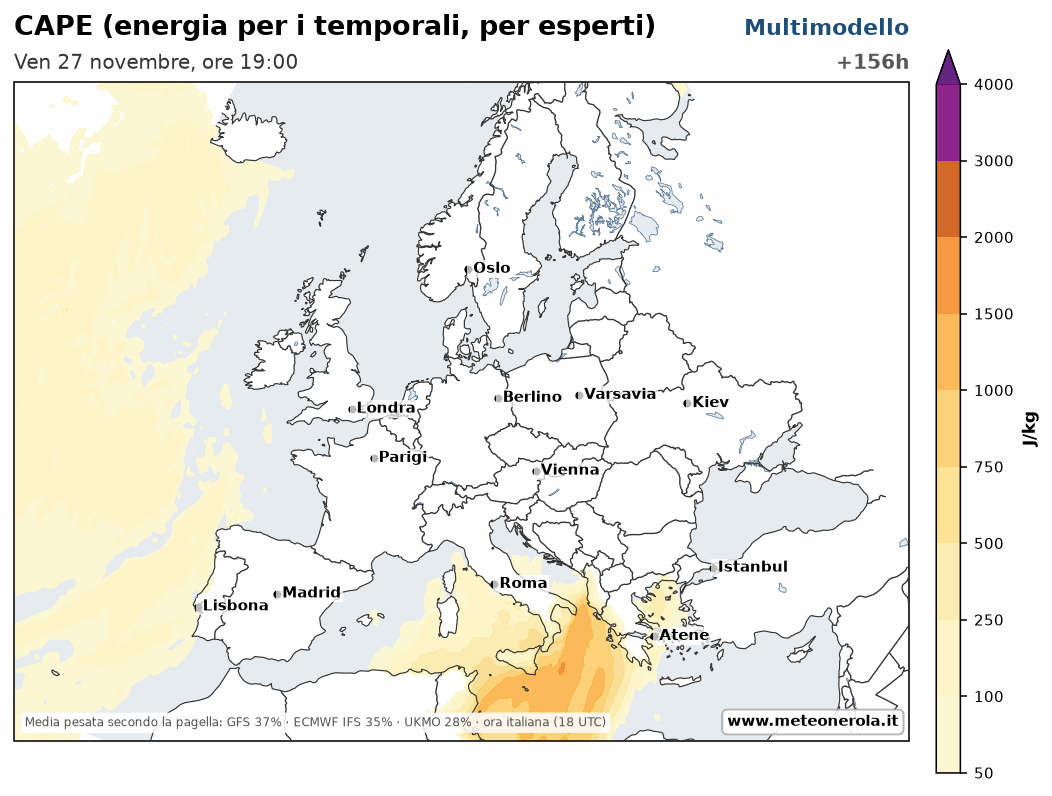 CAPE (energia per i temporali, per esperti)
Multimodello
Ven 27 novembre, ore 19:00
+156h
4000
3000
2000
1500
1000
750
500
250
100
50
J/kg
Oslo
Berlino
Varsavia
Kiev
Londra
Parigi
Vienna
Istanbul
Roma
Madrid
Lisbona
Atene
Media pesata secondo la pagella: GFS 37% · ECMWF IFS 35% · UKMO 28% · ora italiana (18 UTC)
www.meteonerola.it